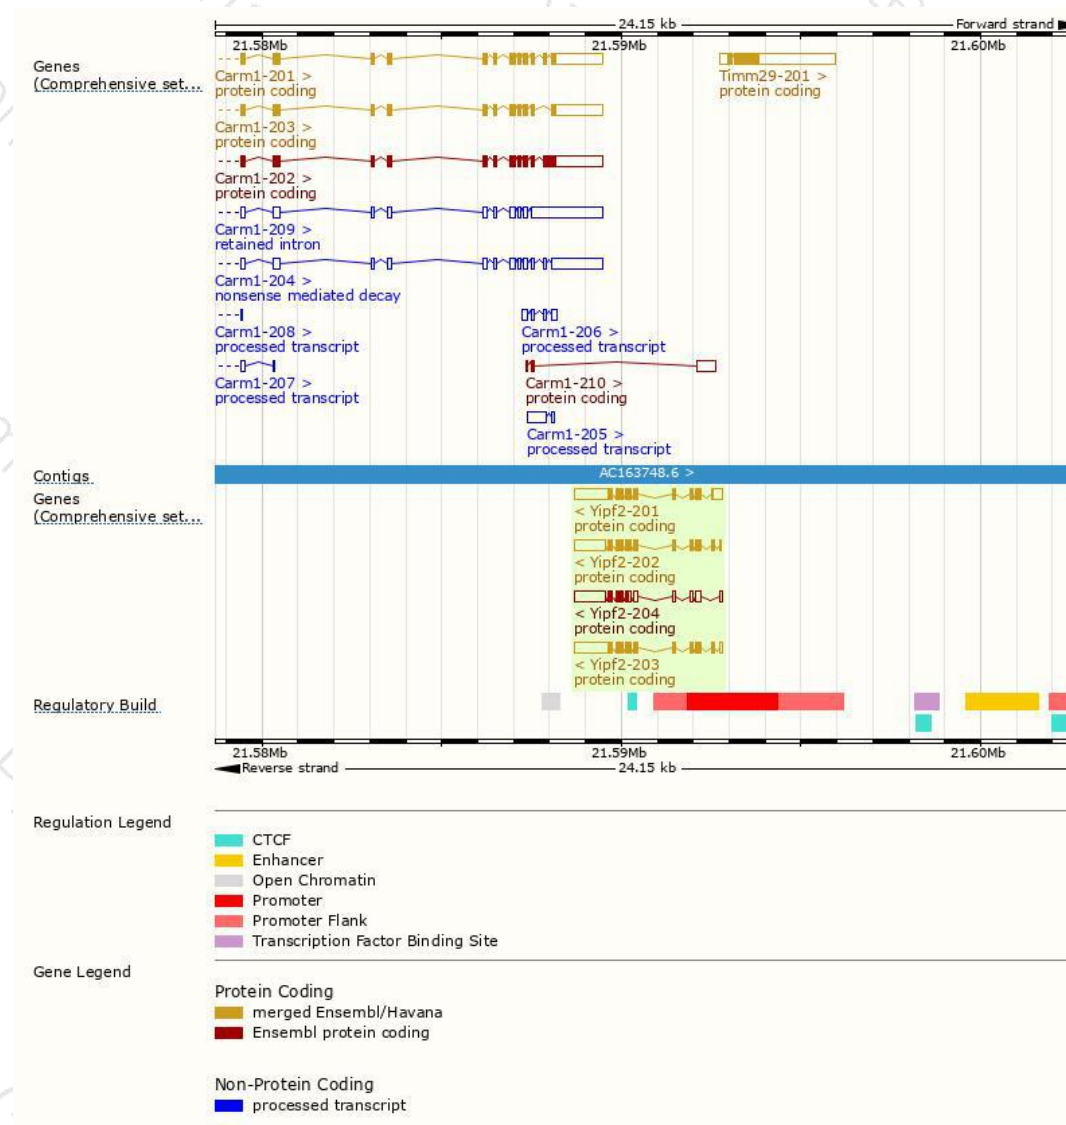 24.15 kb Forward strand
21.58Mb 21.59Mb 21.60Mb
Genes
(Comprehensive set...
Carm1-201 > Timm29-201 >
protein coding protein coding
Carm1-203 >
protein coding
Carm1-202 >
protein coding
Carm1-209 >
retained intron
Carm1-204 >
nonsense mediated decay
Carm1-208 > Carm1-206 >
processed transcript processed transcript
Carm1-207 > Carm1-210 >
processed transcript protein coding
Carm1-205 >
processed transcript
Contigs AC163748.6 >
Genes
(Comprehensive set...
< Yipf2-201
protein coding
< Yipf2-202
protein coding
< Yipf2-204
protein coding
< Yipf2-203
protein coding
Regulatory Build
21.58Mb 21.59Mb 21.60Mb
Reverse strand 24.15 kb
Regulation Legend
CTCF
Enhancer
Open Chromatin
Promoter
Promoter Flank
Transcription Factor Binding Site
Gene Legend
Protein Coding
merged Ensembl/Havana
Ensembl protein coding
Non-Protein Coding
processed transcript